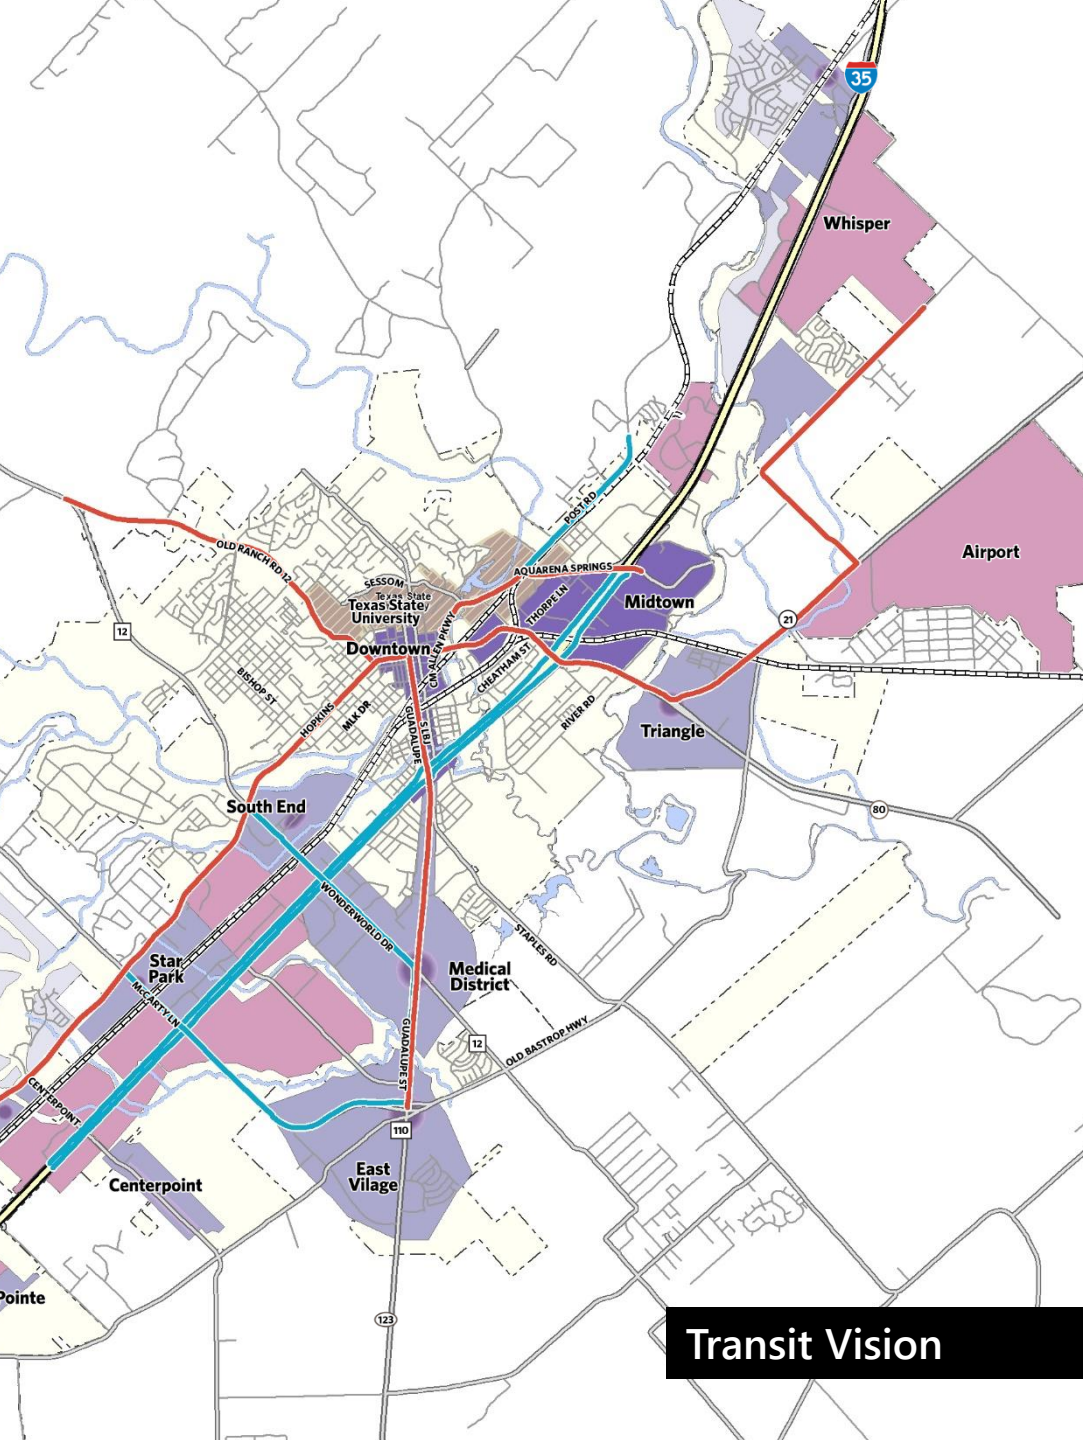 35
Whisper
POST RD
Airport
OLD RANCH RD 12
AQUARENA SPRINGS
SESSOM
Texas State
Texas State
University
THORPE LN
Midtown
12
21
Downtown
CM ALLEN PKWY
CHEATHAM ST
BISHOP ST
MLK DR
HOPKINS
GUADALUPE
S LBJ
RIVER RD
Triangle
South End
80
WONDERWORLD DR
STAPLES RD
Star
Park
Medical
District
McCARTY LN
GUADALUPE ST
12
OLD BASTROP HWY
CENTERPOINT
110
East
Vilage
Centerpoint
Pointe
123
Transit Vision